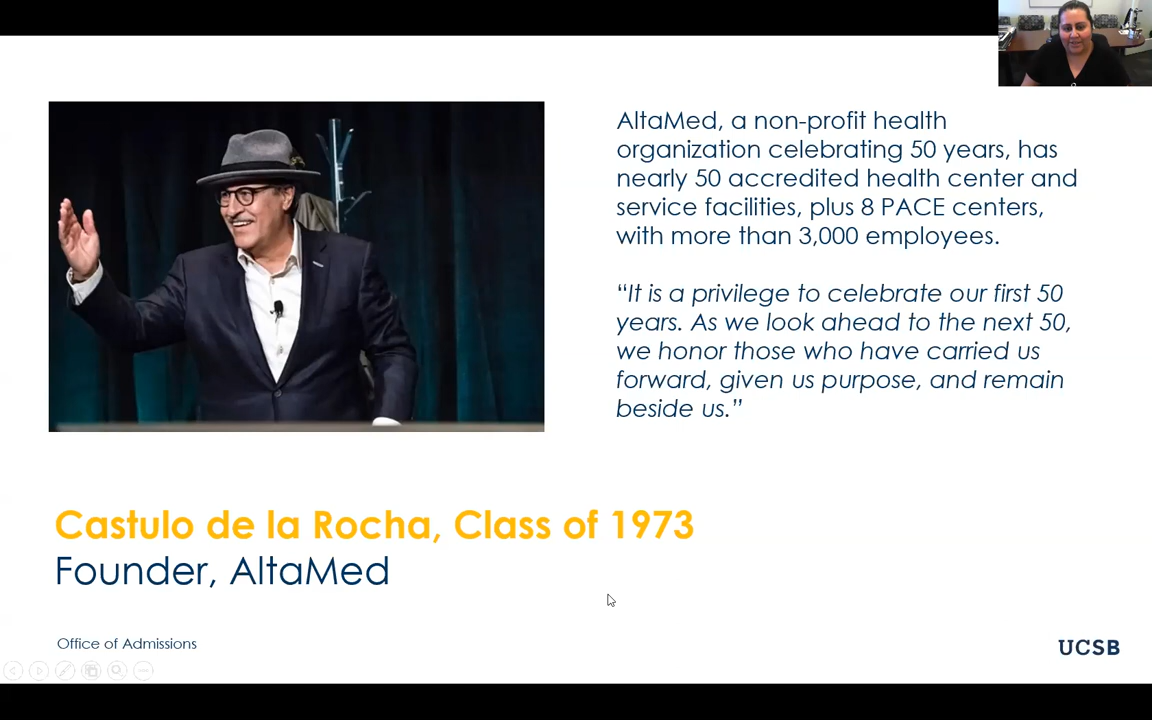 AltaMed, a non-profit health
organization celebrating 50 years, has
nearly 50 accredited health center and
service facilities, plus 8 PACE centers,
with more than 3,000 employees.
“It is a privilege to celebrate our first 50
years. As we look ahead to the next 50,
we honor those who have carried us
forward, given us purpose, and remain
beside us.”
Castulo de la Rocha, Class of 1973
Founder, AltaMed
Office of Admissions
UCSB